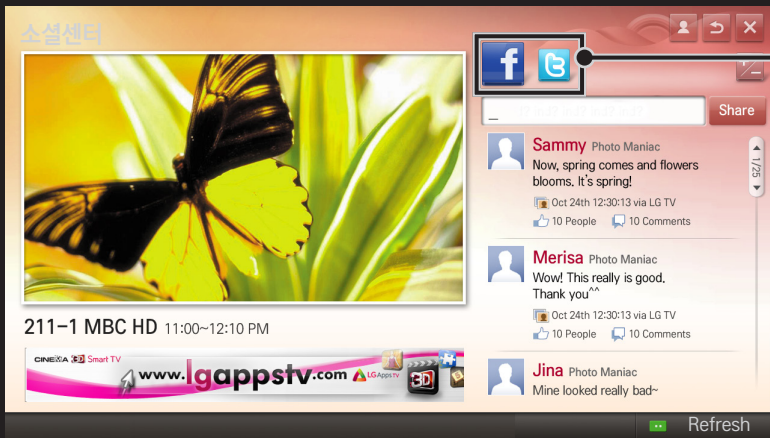 소셜센터
f
Share
Sammy Photo Maniac
Now, spring comes and flowers
blooms. It's spring!
Oct 24th 12:30:13 via LG TV
10 People 10 Comments
1/25
Merisa Photo Maniac
Wow! This really is good.
Thank you^^
Oct 24th 12:30:13 via LG TV
10 People 10 Comments
Jina Photo Maniac
Mine looked really bad~
211-1 MBC HD 11:00~12:10 PM
CINEMA 3D Smart TV
www.lgappstv.com LG Apps TV
3D
Refresh